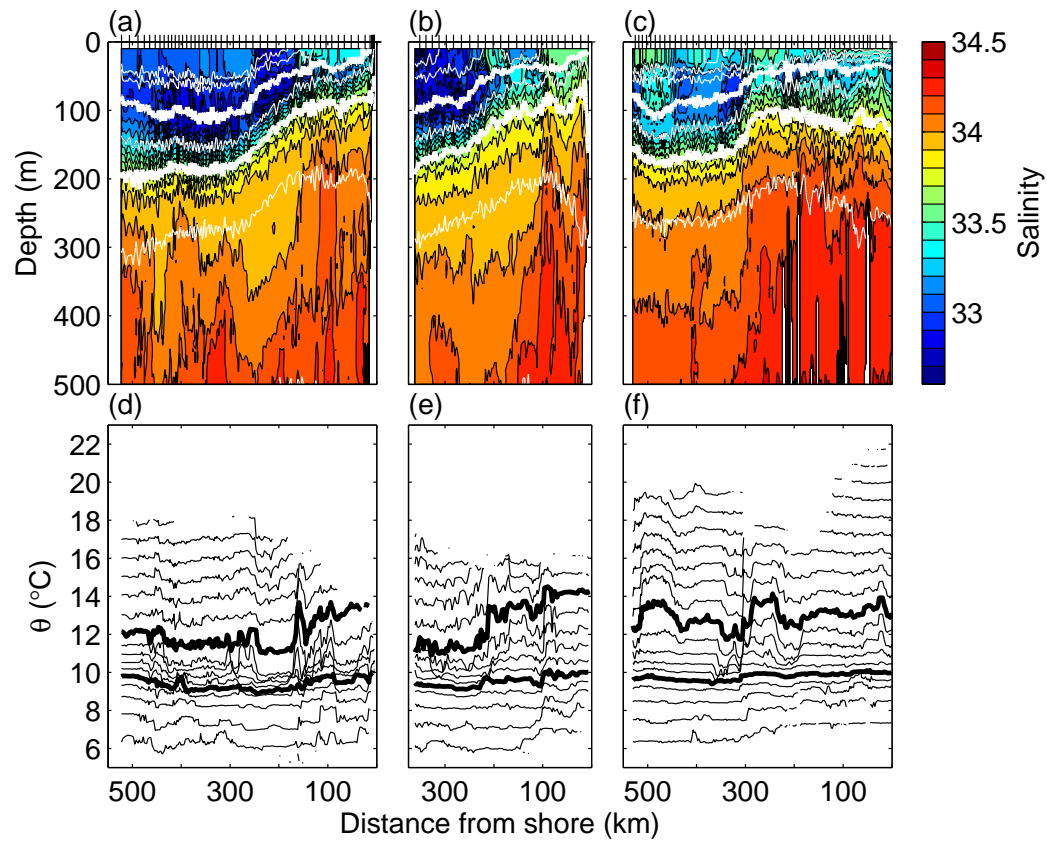 (a) (b) (c)
0
100
200
300
400
500
Depth (m)
34.5
34
33.5
33
Salinity
(d) (e) (f)
22
20
18
16
14
12
10
8
6
θ (°C)
500 300 100 300 100 500 300 100
Distance from shore (km)